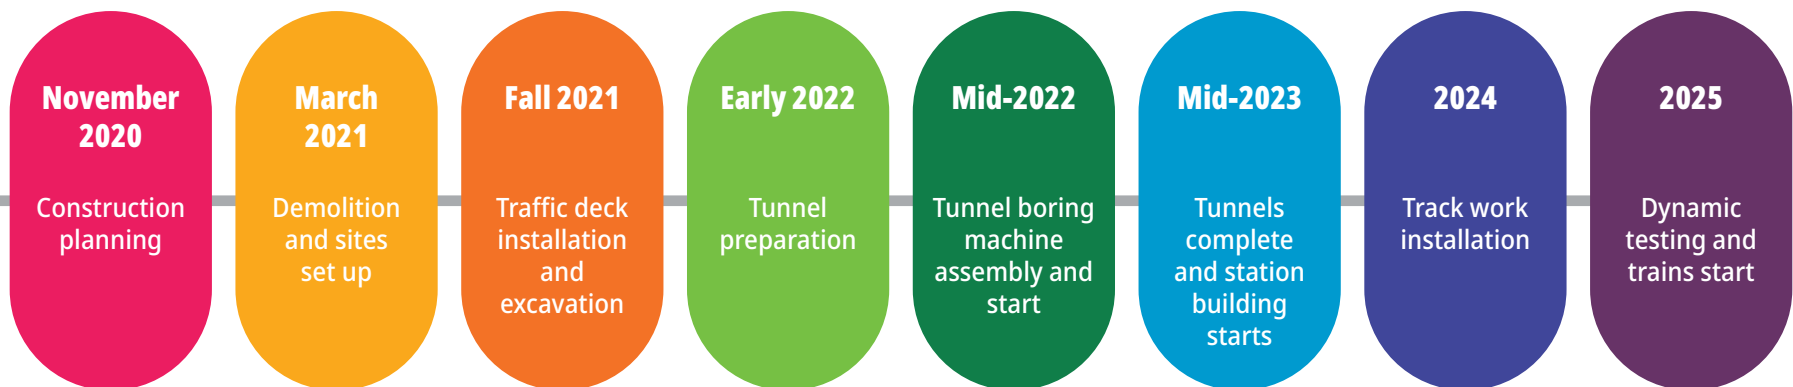 November
2020
Construction
planning
March
2021
Demolition
and sites
set up
Fall 2021
Traffic deck
installation
and
excavation
Early 2022
Tunnel
preparation
Mid-2022
Tunnel boring
machine
assembly and
start
Mid-2023
Tunnels
complete
and station
building
starts
2024
Track work
installation
2025
Dynamic
testing and
trains start